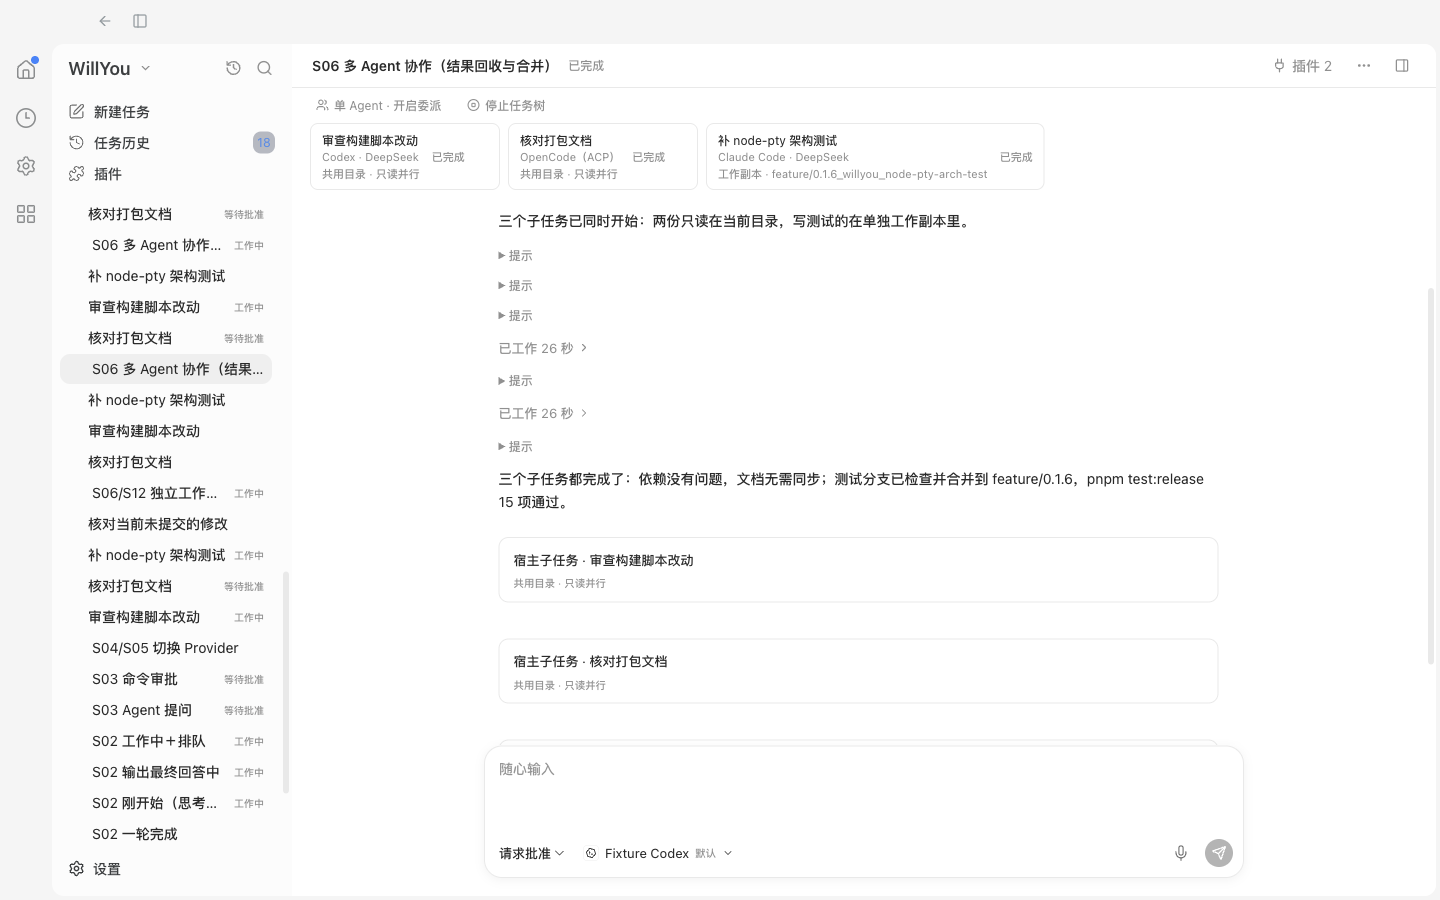 WillYou
新建任务
任务历史 18
插件
核对打包文档 等待批准
S06 多 Agent 协作... 工作中
补 node-pty 架构测试
审查构建脚本改动 工作中
核对打包文档 等待批准
S06 多 Agent 协作（结果...
补 node-pty 架构测试
审查构建脚本改动
核对打包文档
S06/S12 独立工作... 工作中
核对当前未提交的修改
补 node-pty 架构测试 工作中
核对打包文档 等待批准
审查构建脚本改动 工作中
S04/S05 切换 Provider
S03 命令审批 等待批准
S03 Agent 提问 等待批准
S02 工作中＋排队 工作中
S02 输出最终回答中 工作中
S02 刚开始（思考... 工作中
S02 一轮完成
设置
S06 多 Agent 协作（结果回收与合并） 已完成
插件 2
单 Agent · 开启委派 停止任务树
审查构建脚本改动
Codex · DeepSeek 已完成
共用目录 · 只读并行
核对打包文档
OpenCode（ACP） 已完成
共用目录 · 只读并行
补 node-pty 架构测试
Claude Code · DeepSeek 已完成
工作副本 · feature/0.1.6_willyou_node-pty-arch-test
三个子任务已同时开始：两份只读在当前目录，写测试的在单独工作副本里。
提示
提示
提示
已工作 26 秒
提示
已工作 26 秒
提示
三个子任务都完成了：依赖没有问题，文档无需同步；测试分支已检查并合并到 feature/0.1.6，pnpm test:release
15 项通过。
宿主子任务 · 审查构建脚本改动
共用目录 · 只读并行
宿主子任务 · 核对打包文档
共用目录 · 只读并行
随心输入
请求批准 Fixture Codex 默认